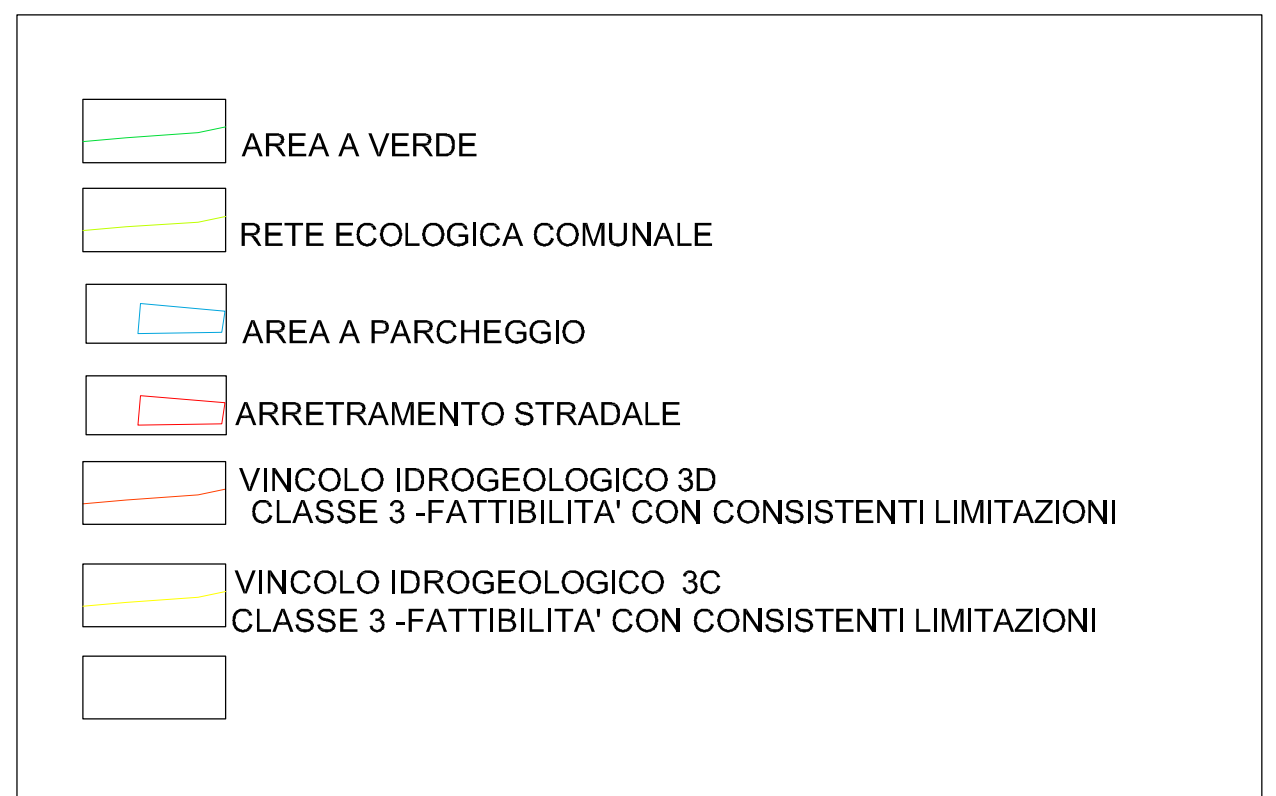 AREA A VERDE
RETE ECOLOGICA COMUNALE
AREA A PARCHEGGIO
ARRETRAMENTO STRADALE
VINCOLO IDROGEOLOGICO 3D
CLASSE 3 -FATTIBILITA' CON CONSISTENTI LIMITAZIONI
VINCOLO IDROGEOLOGICO 3C
CLASSE 3 -FATTIBILITA' CON CONSISTENTI LIMITAZIONI